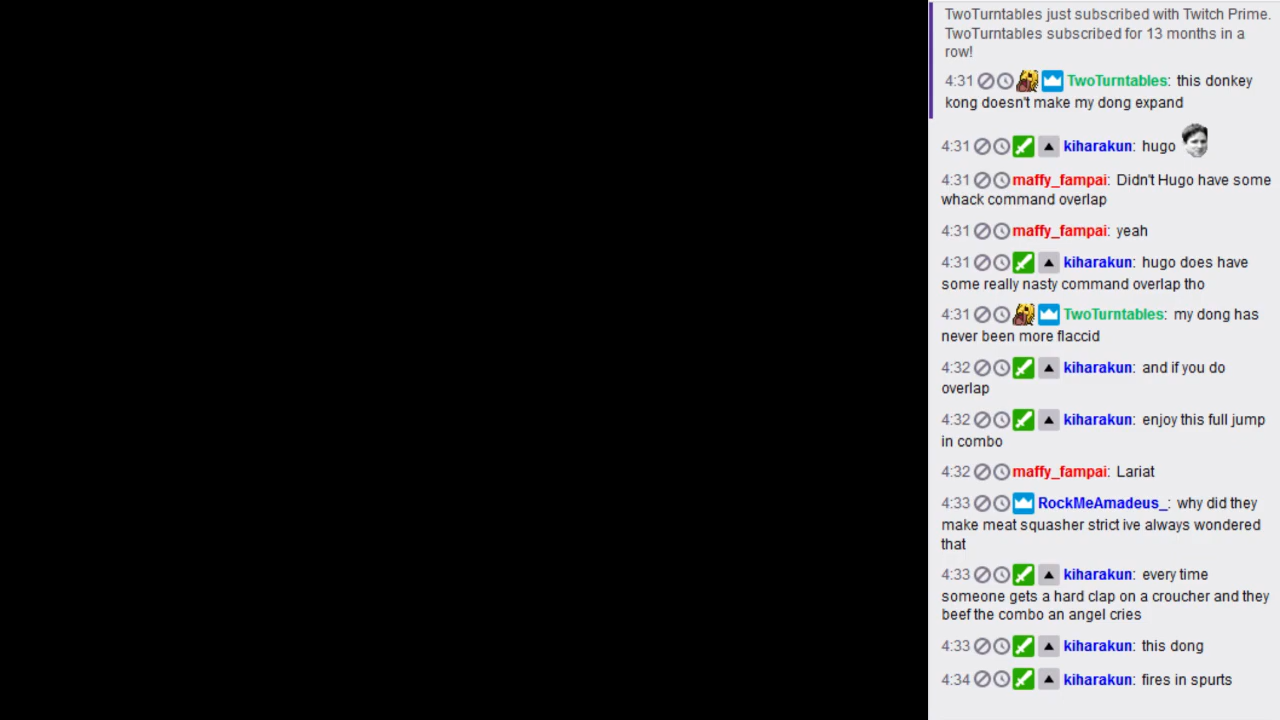 TwoTurntables just subscribed with Twitch Prime.
TwoTurntables subscribed for 13 months in a
row!
4:31 TwoTurntables: this donkey
kong doesn't make my dong expand
4:31 kiharakun: hugo
4:31 maffy_fampai: Didn't Hugo have some
whack command overlap
4:31 maffy_fampai: yeah
4:31 kiharakun: hugo does have
some really nasty command overlap tho
4:31 TwoTurntables: my dong has
never been more flaccid
4:32 kiharakun: and if you do
overlap
4:32 kiharakun: enjoy this full jump
in combo
4:32 maffy_fampai: Lariat
4:33 RockMeAmadeus_: why did they
make meat squasher strict ive always wondered
that
4:33 kiharakun: every time
someone gets a hard clap on a croucher and they
beef the combo an angel cries
4:33 kiharakun: this dong
4:34 kiharakun: fires in spurts